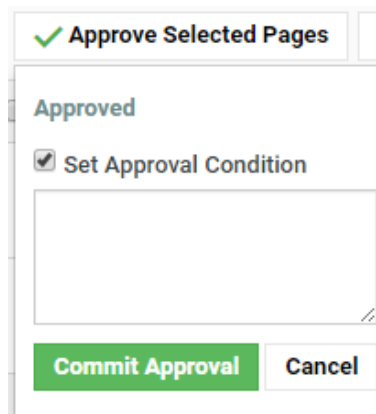 Approve Selected Pages
Approved
Set Approval Condition
Commit Approval
Cancel